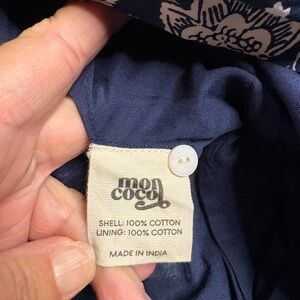 mon
coco
SHELL: 100% COTTON
LINING: 100% COTTON
MADE IN INDIA